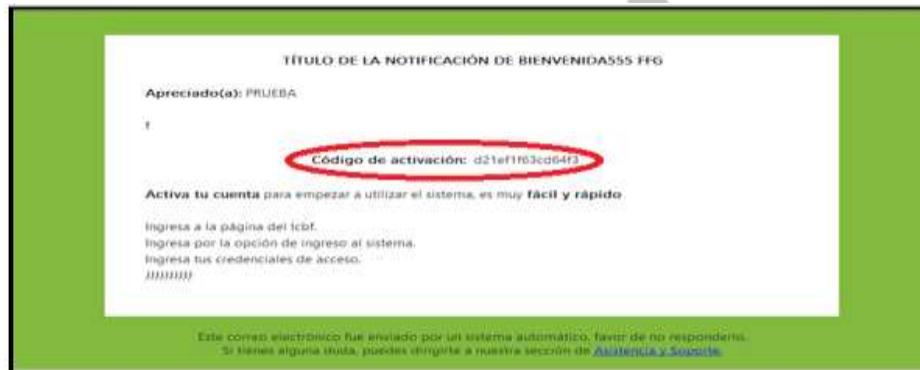 TÍTULO DE LA NOTIFICACIÓN DE BIENVENIDA555 FFG
Apreciado(a): PRUEBA
f
Código de activación: d21ef1f63cd64f3
Activa tu cuenta para empezar a utilizar el sistema, es muy fácil y rápido
Ingresa a la página del Icbf.
Ingresa por la opción de ingreso al sistema.
Ingresa tus credenciales de acceso.
Este correo electrónico fue enviado por un sistema automático, favor de no responderlo.
Si tienes alguna duda, puedes dirigirte a nuestra sección de Asistencia y Soporte.